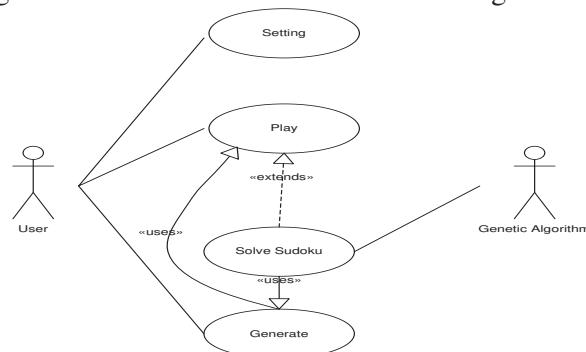 Setting
Play
«extends»
User
Genetic Algorithm
«uses»
Solve Sudoku
«uses»
Generate